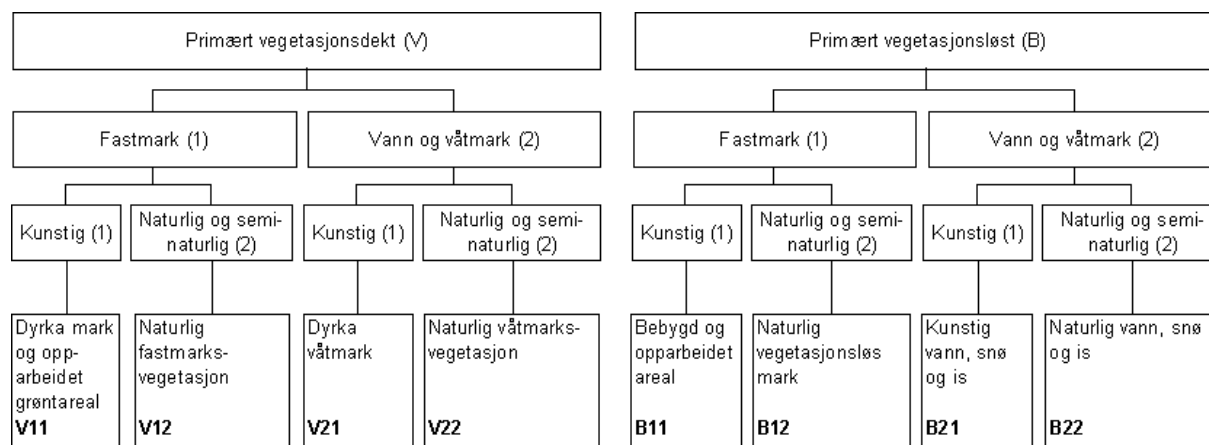 Primært vegetasjonsdekt (V)
Primært vegetasjonsløst (B)
Fastmark (1)
Vann og våtmark (2)
Fastmark (1)
Vann og våtmark (2)
Kunstig (1)
Naturlig og semi-
naturlig (2)
Kunstig (1)
Naturlig og semi-
naturlig (2)
Kunstig (1)
Naturlig og semi-
naturlig (2)
Kunstig (1)
Naturlig og semi-
naturlig (2)
Dyrka mark
og opp-
arbeidet
grøntareal
V11
Naturlig
fastmarks-
vegetasjon
V12
Dyrka
våtmark
V21
Naturlig våtmarks-
vegetasjon
V22
Bebygd og
opparbeidet
areal
B11
Naturlig
vegetasjonsløs
mark
B12
Kunstig
vann, snø
og is
B21
Naturlig vann, snø
og is
B22